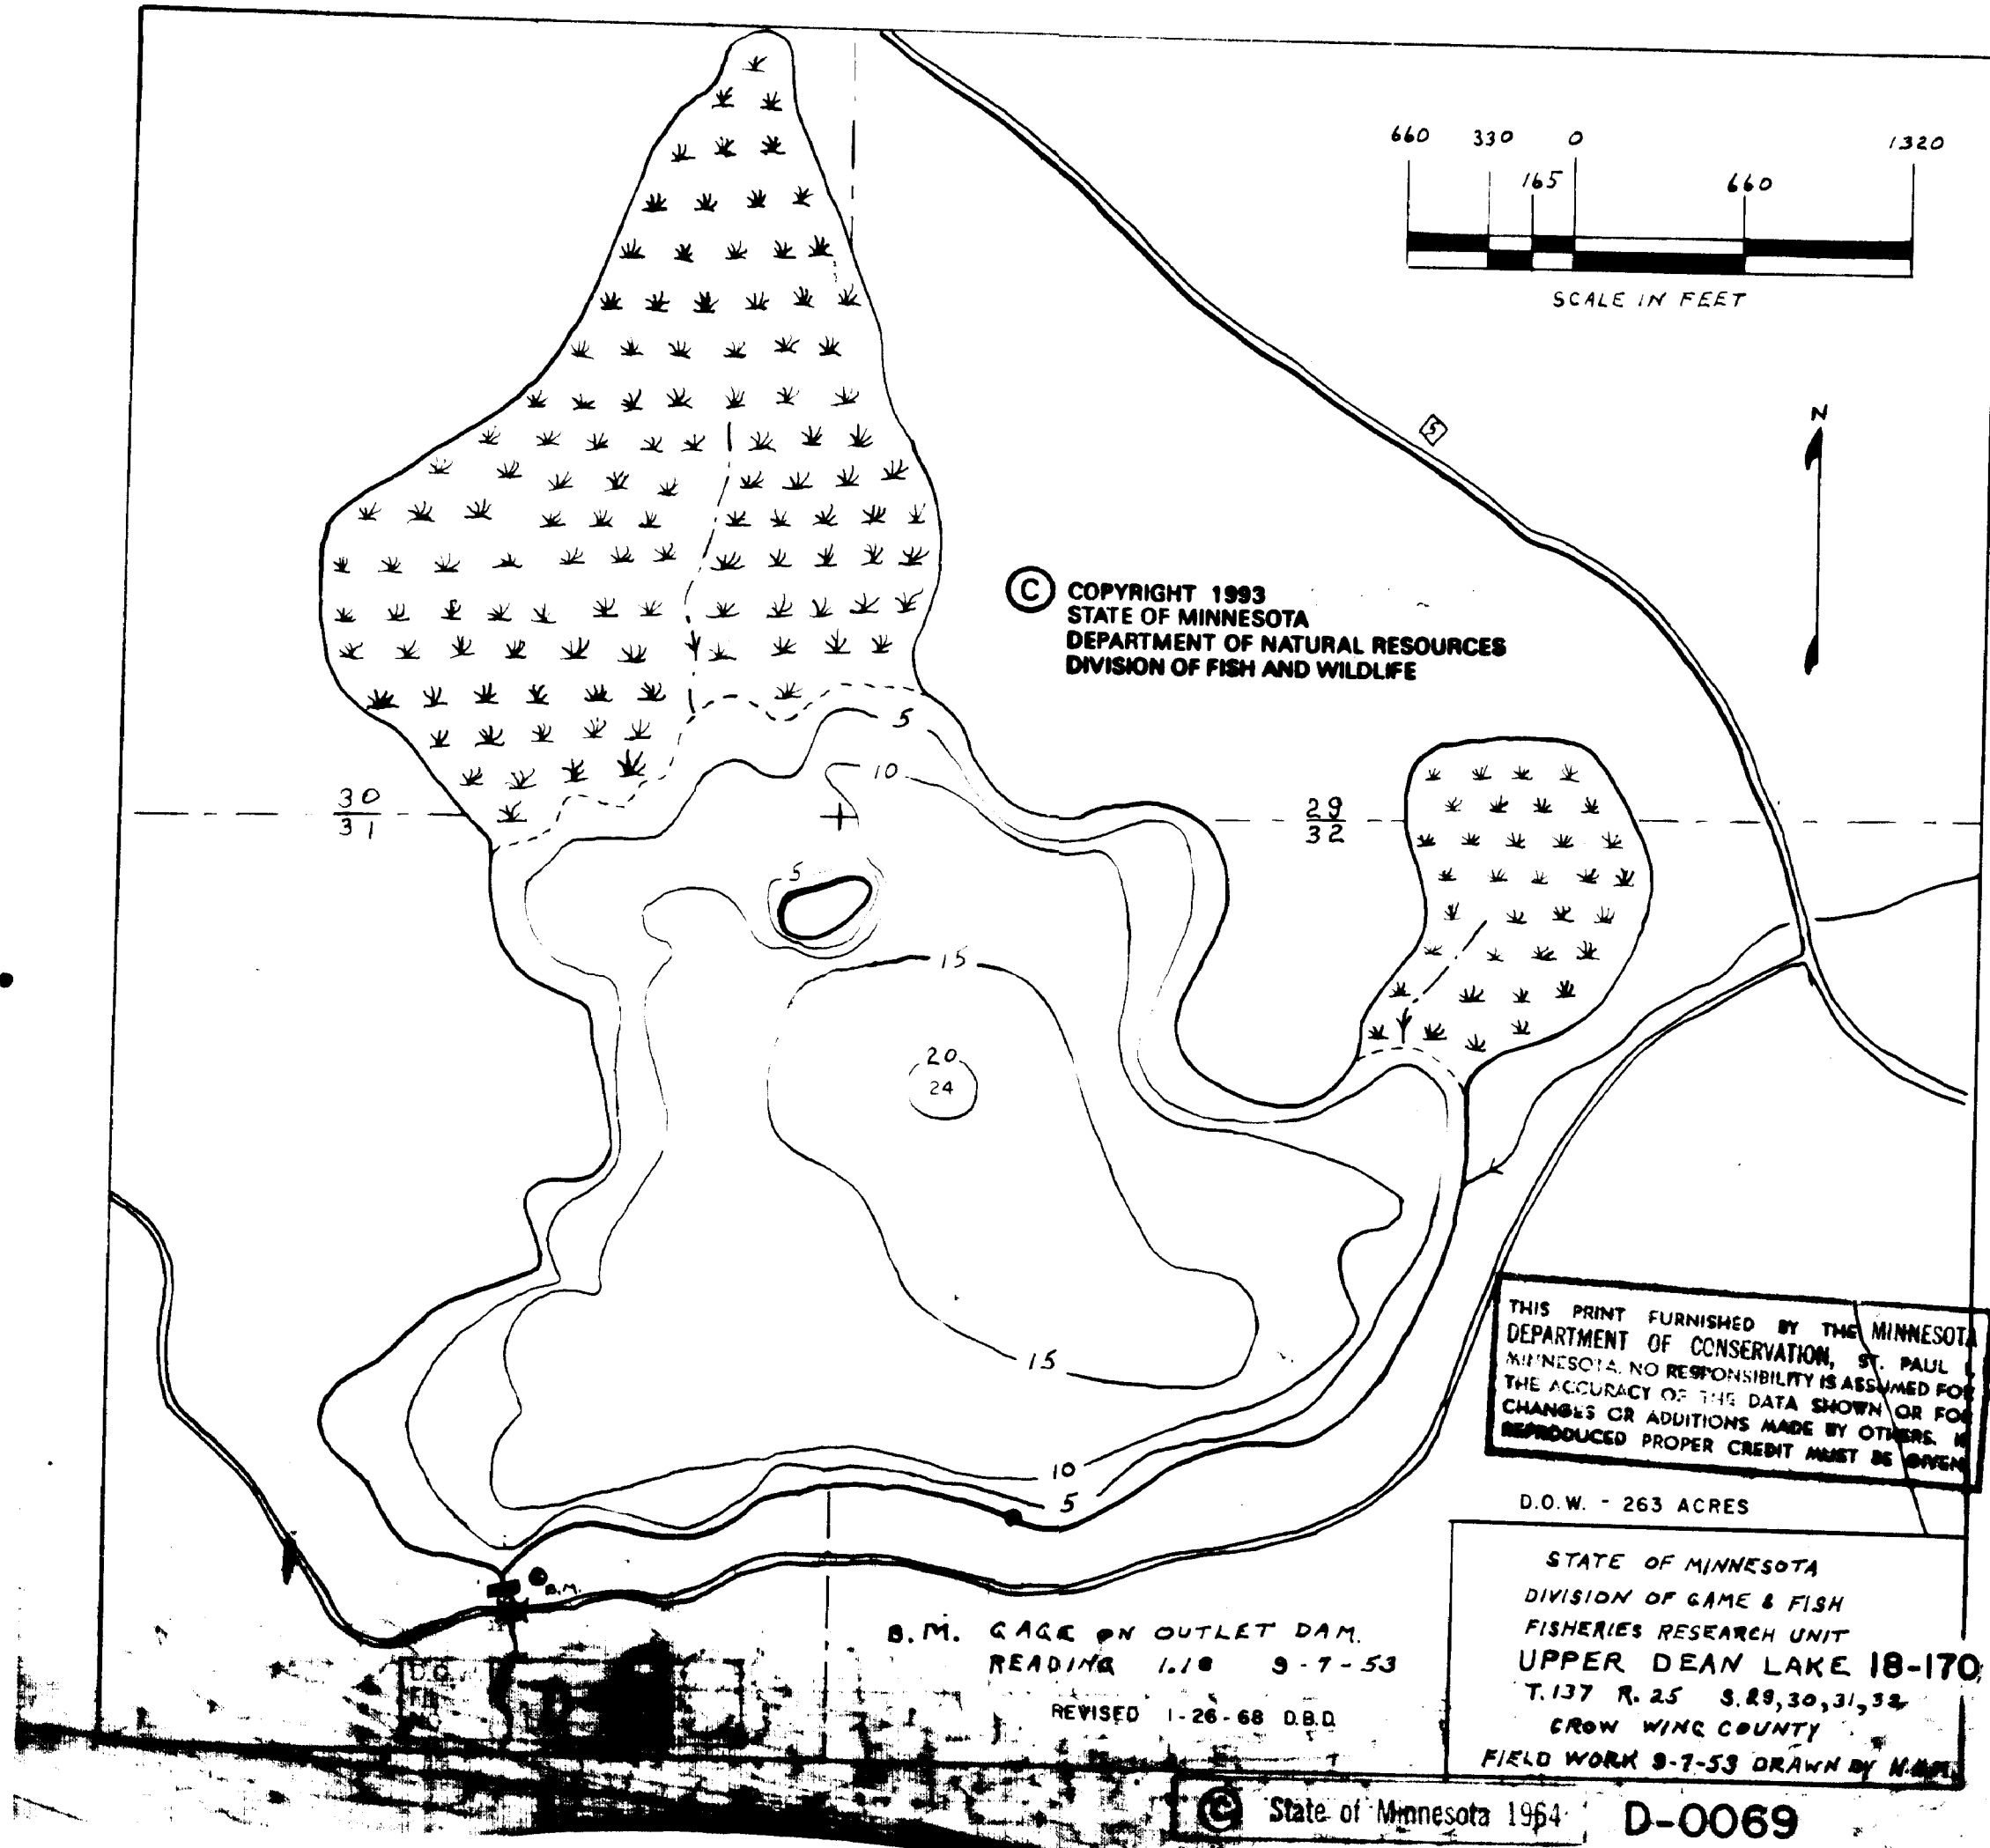 660 330 0 1320
165 660
SCALE IN FEET
N
5
© COPYRIGHT 1993
STATE OF MINNESOTA
DEPARTMENT OF NATURAL RESOURCES
DIVISION OF FISH AND WILDLIFE
5
10
30
31
29
32
5
15
20
24
15
10
5
THIS PRINT FURNISHED BY THE MINNESOTA
DEPARTMENT OF CONSERVATION, ST. PAUL
MINNESOTA. NO RESPONSIBILITY IS ASSUMED FOR
THE ACCURACY OF THE DATA SHOWN OR FOR
CHANGES OR ADDITIONS MADE BY OTHERS. IF
REPRODUCED PROPER CREDIT MUST BE GIVEN
D.O.W. - 263 ACRES
B.M.
B.M. GAGE ON OUTLET DAM.
READING 9-7-53
REVISED 1-26-68 D.B.D.
STATE OF MINNESOTA
DIVISION OF GAME & FISH
FISHERIES RESEARCH UNIT
UPPER DEAN LAKE 18-170
T.137 R.25 S.29,30,31,32
CROW WING COUNTY
FIELD WORK 9-7-53 DRAWN BY
© State of Minnesota 1964
D-0069